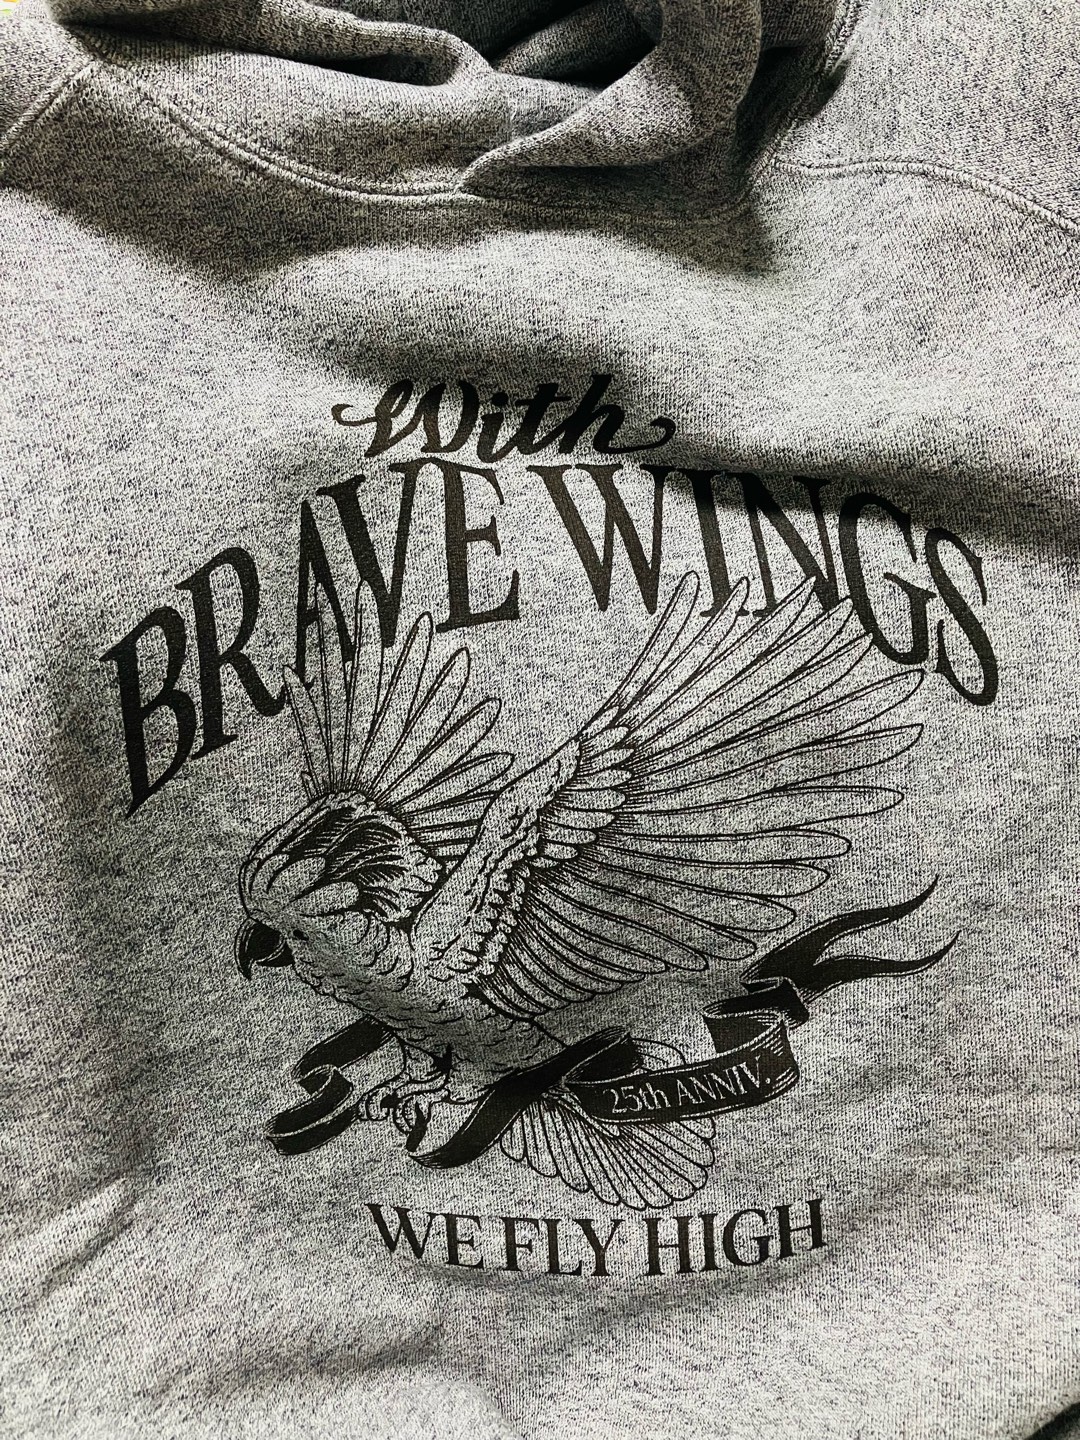 With
BRAVE WINGS
25th ANNIV.
WE FLY HIGH